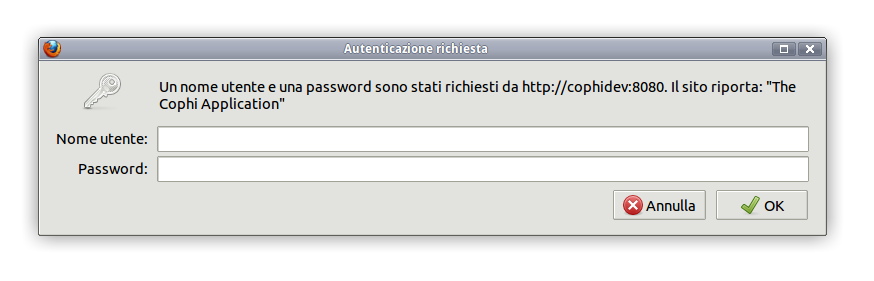 Autenticazione richiesta
Un nome utente e una password sono stati richiesti da http://cophidev:8080. Il sito riporta: "The
Cophi Application"
Nome utente:
Password:
Annulla OK